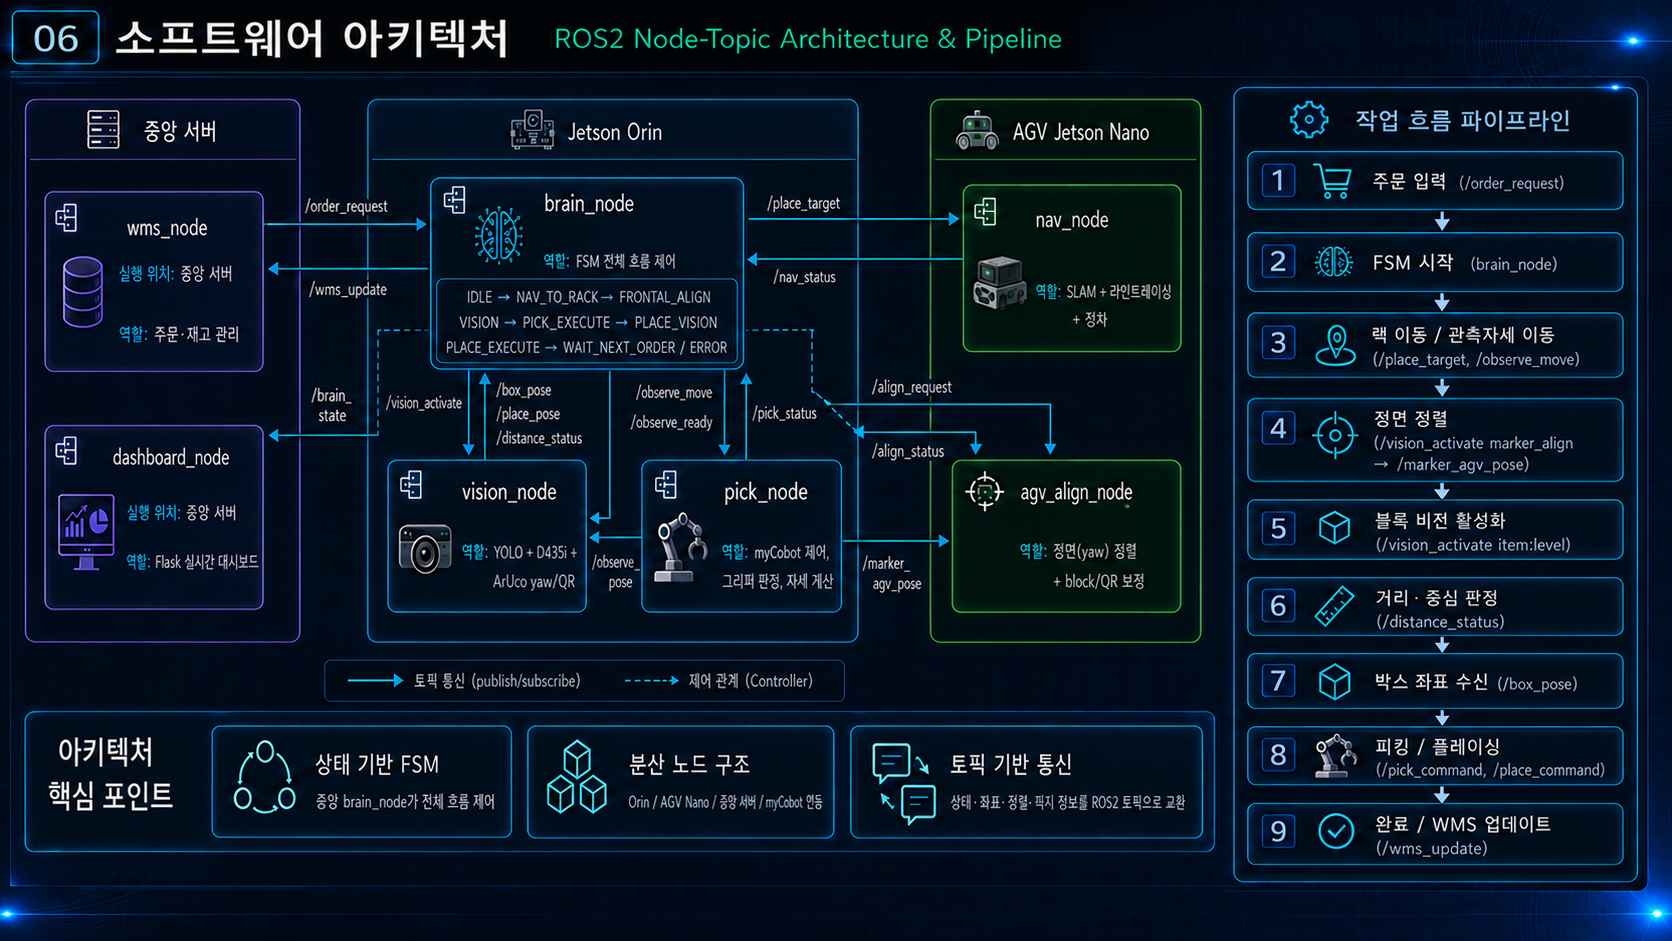 06
소프트웨어 아키텍처
ROS2 Node-Topic Architecture & Pipeline
중앙 서버
wms_node
실행 위치: 중앙 서버
역할: 주문·재고 관리
dashboard_node
실행 위치: 중앙 서버
역할: Flask 실시간 대시보드
/order_request
/wms_update
/brain_
state
Jetson Orin
brain_node
역할: FSM 전체 흐름 제어
IDLE → NAV_TO_RACK → FRONTAL_ALIGN
VISION → PICK_EXECUTE → PLACE_VISION
PLACE_EXECUTE → WAIT_NEXT_ORDER / ERROR
/vision_activate
/box_pose
/place_pose
/distance_status
/observe_move
/observe_ready
/pick_status
vision_node
역할: YOLO + D435i +
ArUco yaw/QR
/observe_
pose
pick_node
역할: myCobot 제어,
그리퍼 판정, 자세 계산
/place_target
/nav_status
/align_request
/align_status
/marker_
agv_pose
AGV Jetson Nano
nav_node
역할: SLAM + 라인트레이싱
+ 정차
agv_align_node
역할: 정면(yaw) 정렬
+ block/QR 보정
토픽 통신 (publish/subscribe)
제어 관계 (Controller)
아키텍처
핵심 포인트
상태 기반 FSM
중앙 brain_node가 전체 흐름 제어
분산 노드 구조
Orin / AGV Nano / 중앙 서버 / myCobot 연동
토픽 기반 통신
상태·좌표·정렬·픽지 정보를 ROS2 토픽으로 교환
작업 흐름 파이프라인
1
주문 입력 (/order_request)
2
FSM 시작 (brain_node)
3
랙 이동 / 관측자세 이동
(/place_target, /observe_move)
4
정면 정렬
(/vision_activate marker_align
→ /marker_agv_pose)
5
블록 비전 활성화
(/vision_activate item:level)
6
거리·중심 판정
(/distance_status)
7
박스 좌표 수신 (/box_pose)
8
피킹 / 플레이싱
(/pick_command, /place_command)
9
완료 / WMS 업데이트
(/wms_update)